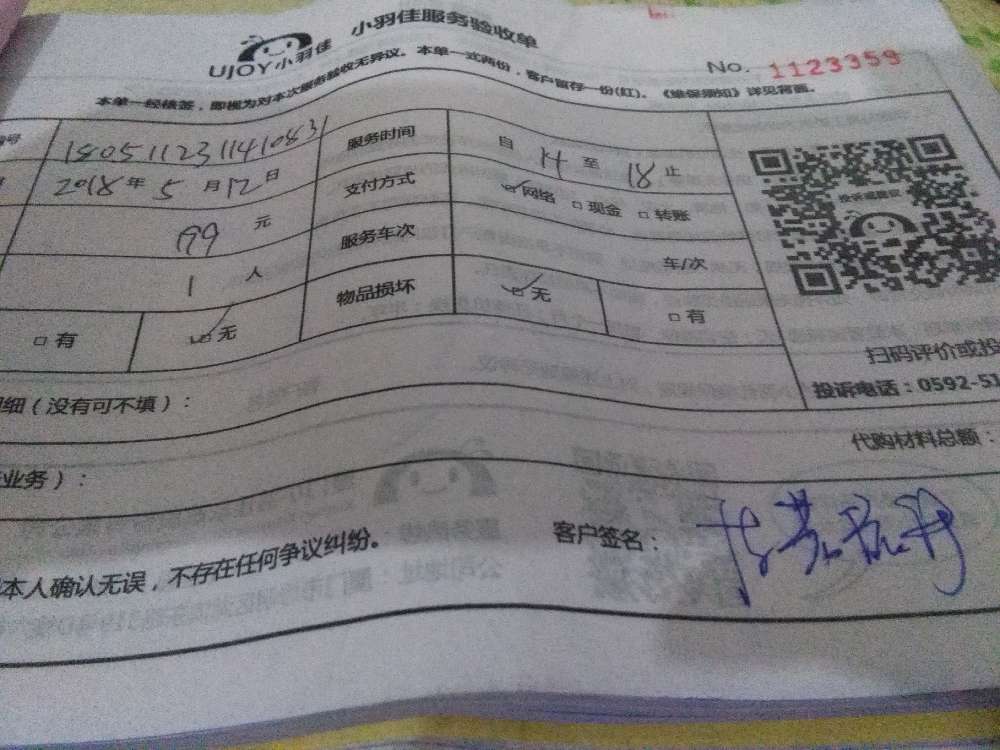 UJOY小羽佳 小羽佳服务验收单
No. 1123359
本单一经核签，即视为对本次服务验收无异议。本单一式两份，客户留存一份(红)。《维保须知》详见背面。
编号 180511231141083 服务时间 自 14 至 18 止
2018年5月12日 支付方式 网络 □现金 □转账
199 元 服务车次 车/次
1 人 物品损坏 无 □有
□有 无
扫码评价或投
投诉电话：0592-51
细（没有可不填）：
代购材料总额：
业务）：
本人确认无误，不存在任何争议纠纷。 客户签名：